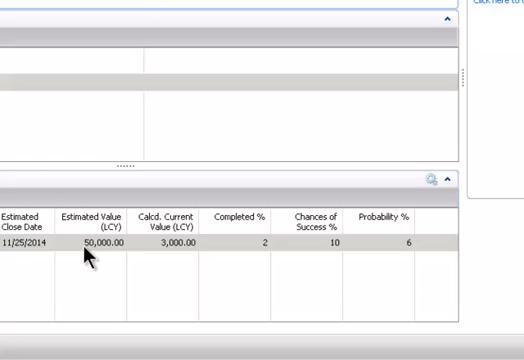 Click here to
Estimated Close Date Estimated Value (LCY) Calcd. Current Value (LCY) Completed % Chances of Success % Probability %
11/25/2014 50,000.00 3,000.00 2 10 6